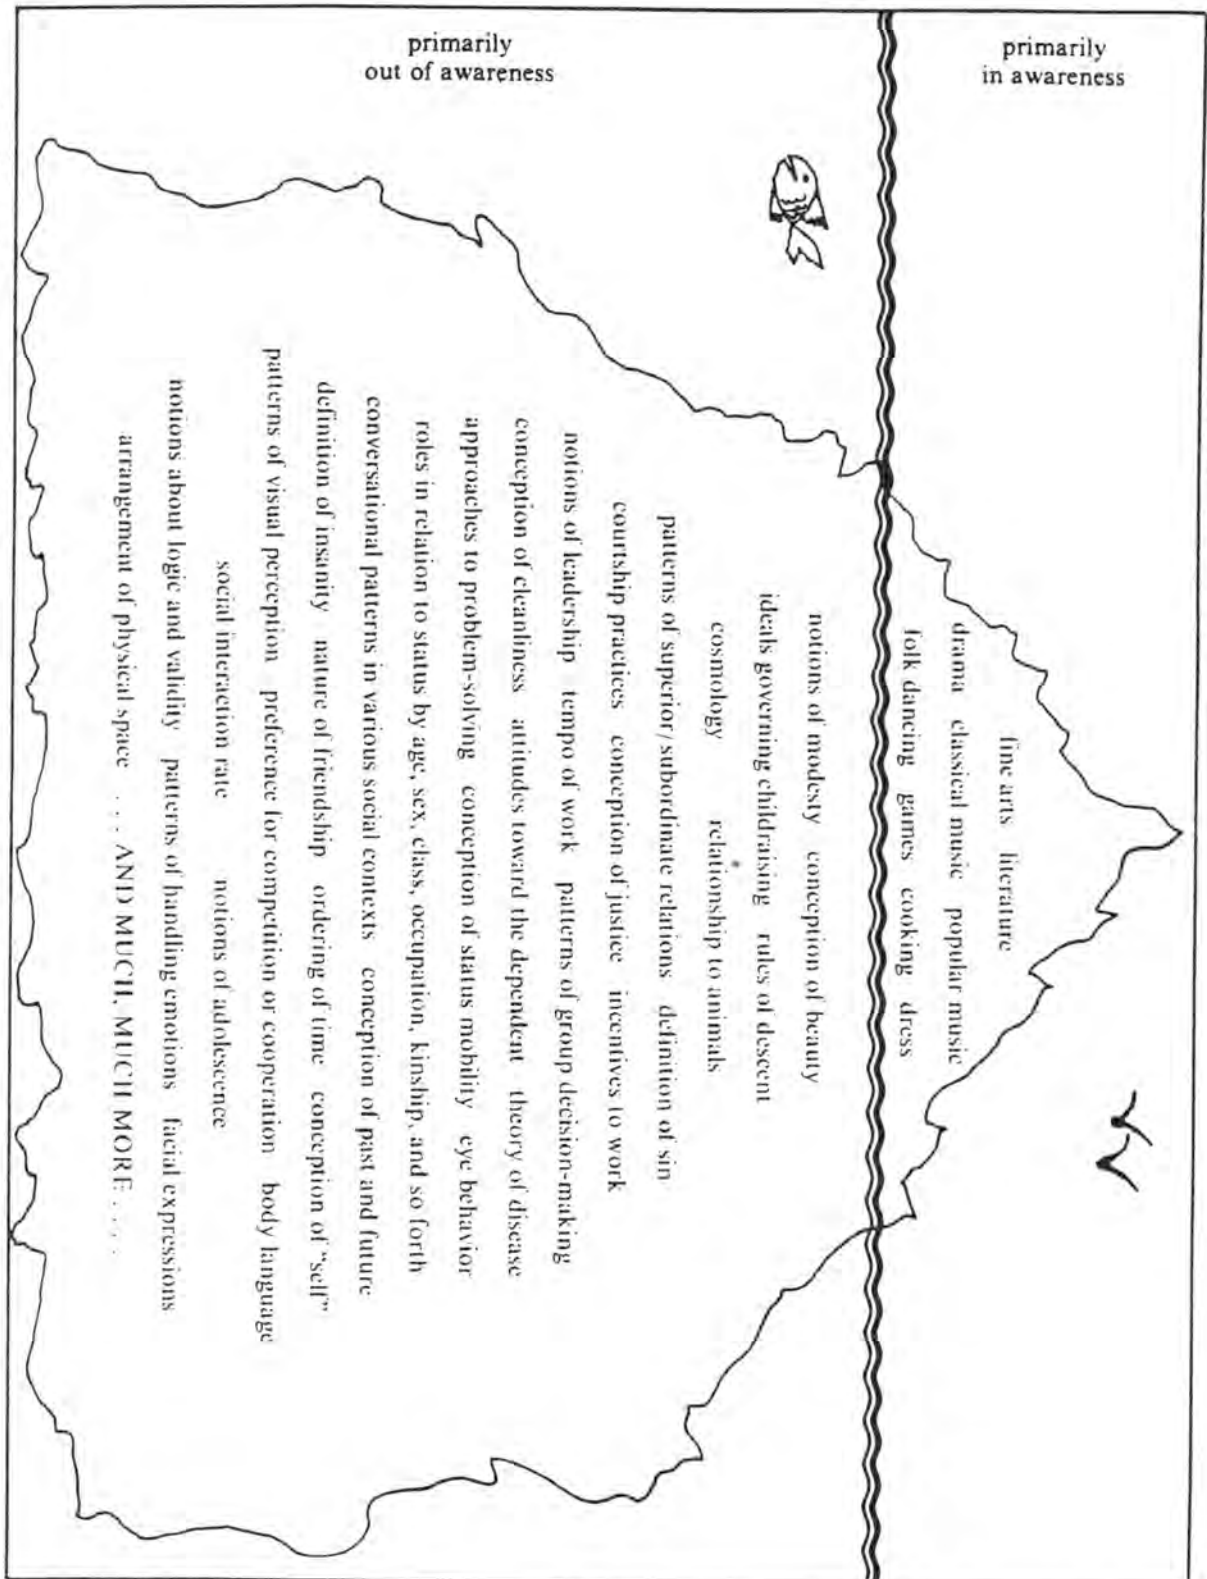 primarily
in awareness
primarily
out of awareness
fine arts literature
drama classical music popular music
folk dancing games cooking dress
notions of modesty conception of beauty
ideals governing childraising rules of descent
cosmology relationship to animals
patterns of superior/subordinate relations definition of sin
courtship practices conception of justice incentives to work
notions of leadership tempo of work patterns of group decision-making
conception of cleanliness attitudes toward the dependent theory of disease
approaches to problem-solving conception of status mobility eye behavior
roles in relation to status by age, sex, class, occupation, kinship, and so forth
conversational patterns in various social contexts conception of past and future
definition of insanity nature of friendship ordering of time conception of "self"
patterns of visual perception preference for competition or cooperation body language
social interaction rate notions of adolescence
notions about logic and validity patterns of handling emotions facial expressions
arrangement of physical space . . . AND MUCH, MUCH MORE . . .